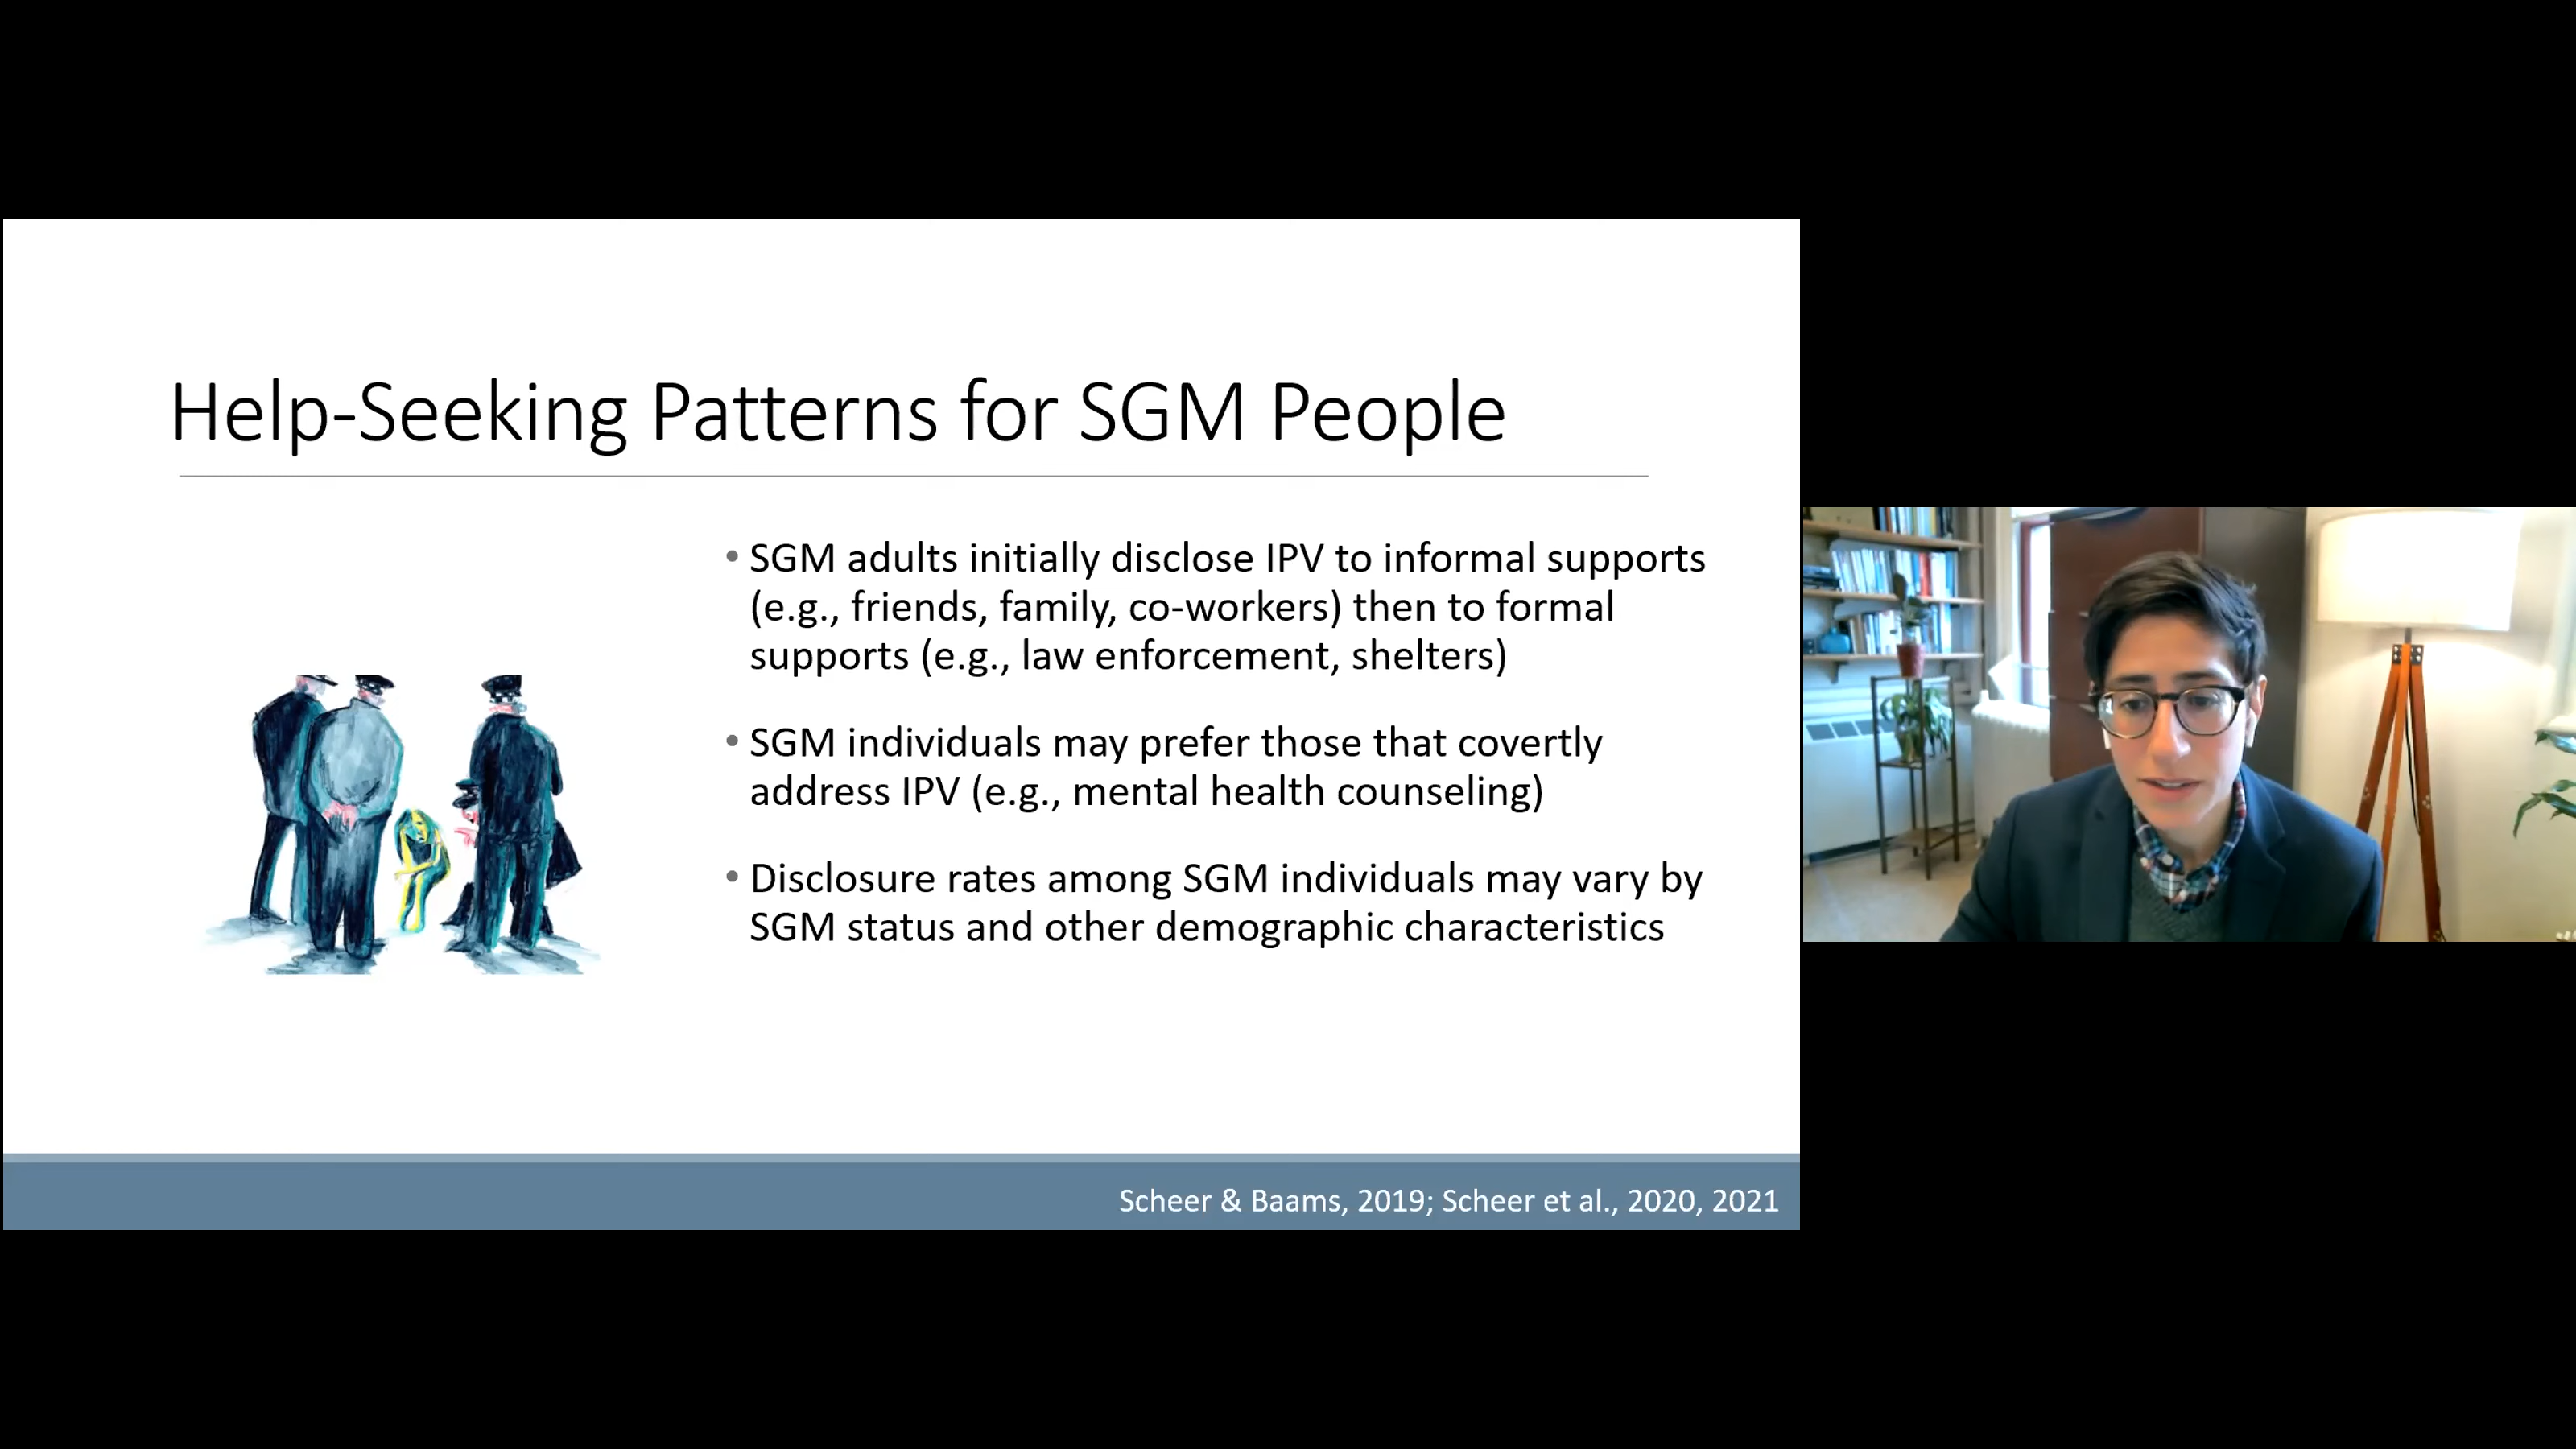 Help-Seeking Patterns for SGM People
• SGM adults initially disclose IPV to informal supports
(e.g., friends, family, co-workers) then to formal
supports (e.g., law enforcement, shelters)
• SGM individuals may prefer those that covertly
address IPV (e.g., mental health counseling)
• Disclosure rates among SGM individuals may vary by
SGM status and other demographic characteristics
Scheer & Baams, 2019; Scheer et al., 2020, 2021